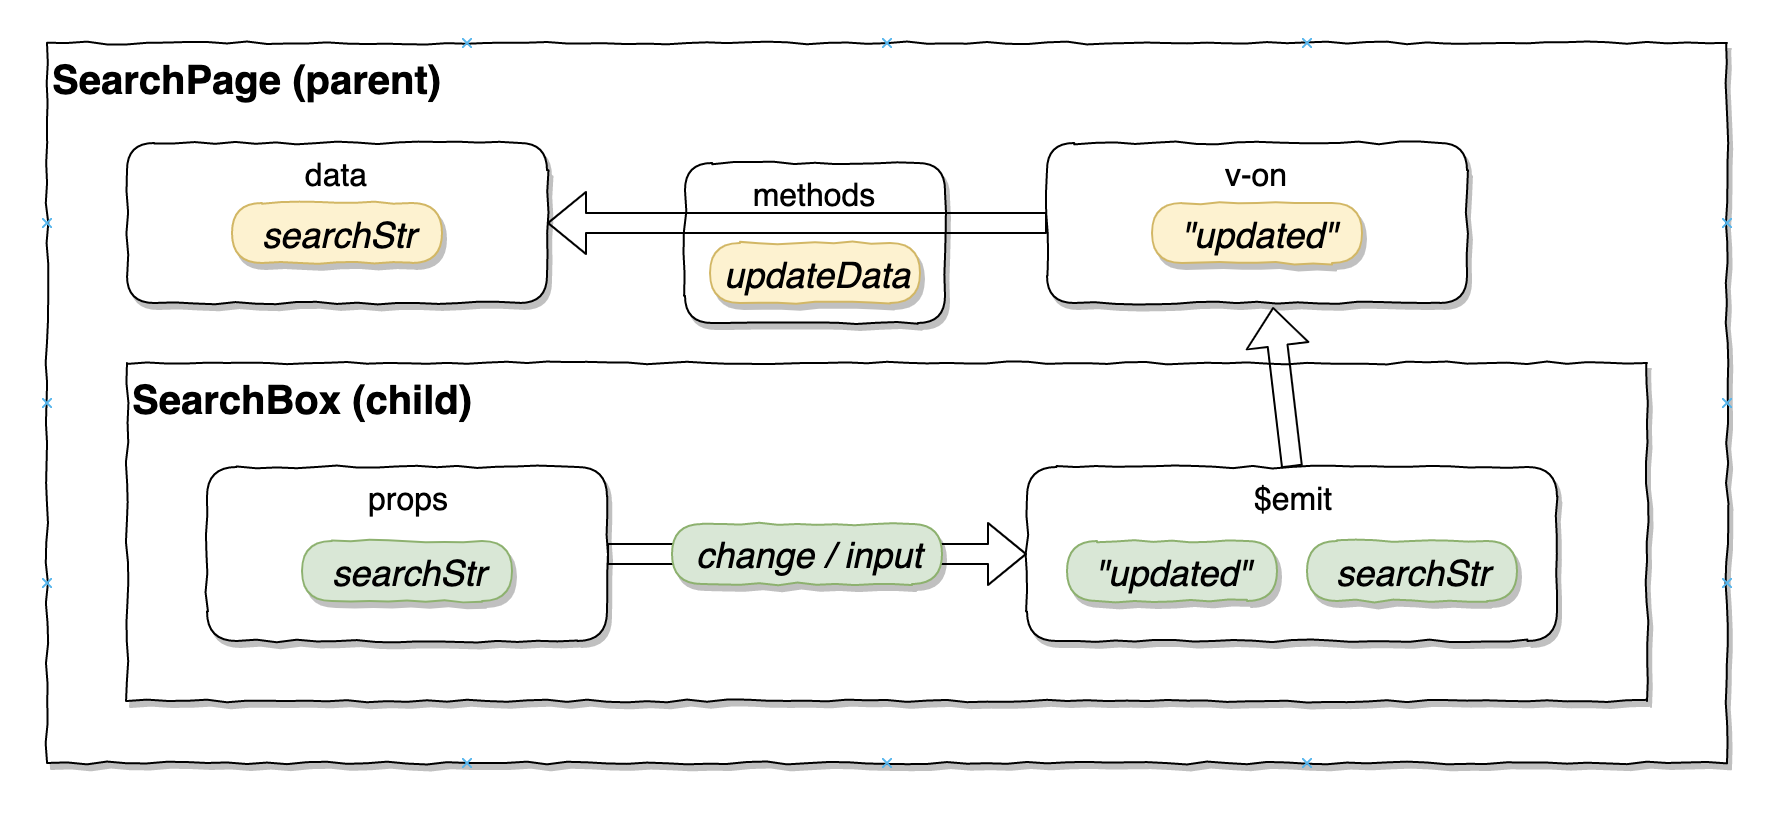 SearchPage (parent)
data
searchStr
methods
updateData
v-on
"updated"
SearchBox (child)
props
searchStr
change / input
$emit
"updated"
searchStr